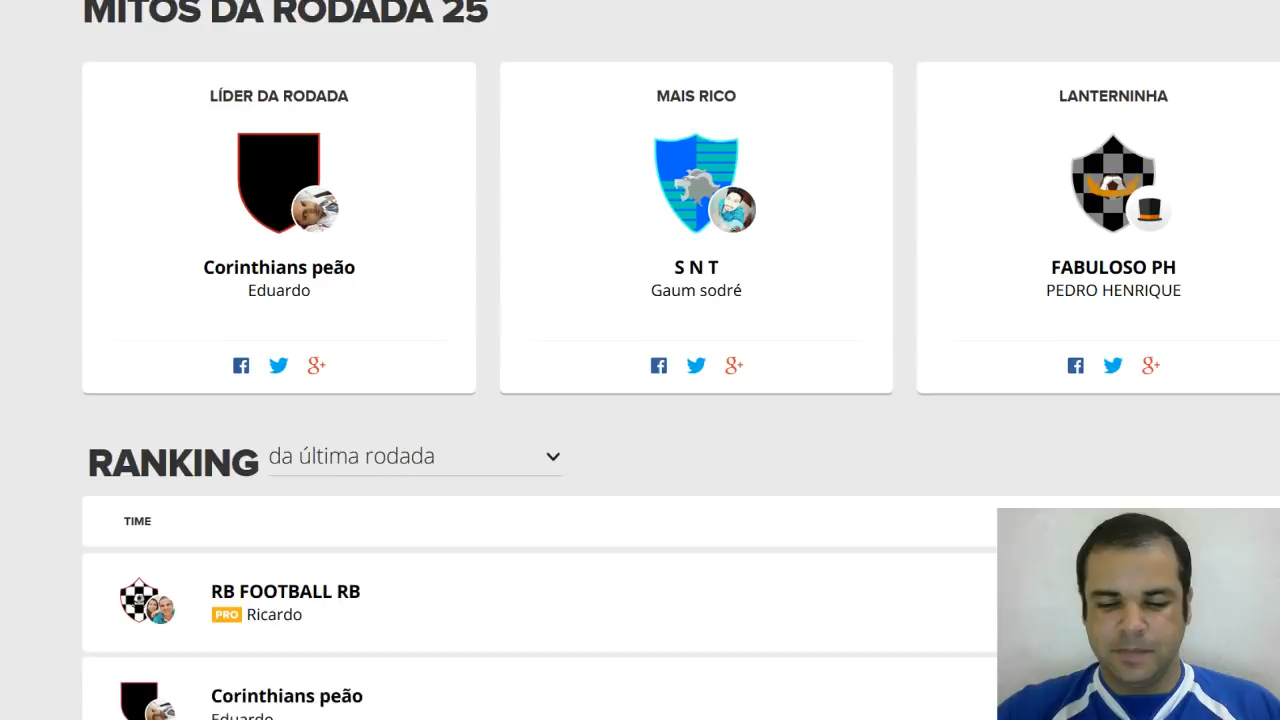 MITOS DA RODADA 25
LÍDER DA RODADA
Corinthians peão
Eduardo
MAIS RICO
S N T
Gaum sodré
LANTERNINHA
FABULOSO PH
PEDRO HENRIQUE
RANKING da última rodada
TIME
RB FOOTBALL RB
PRO Ricardo
Corinthians peão
Eduardo